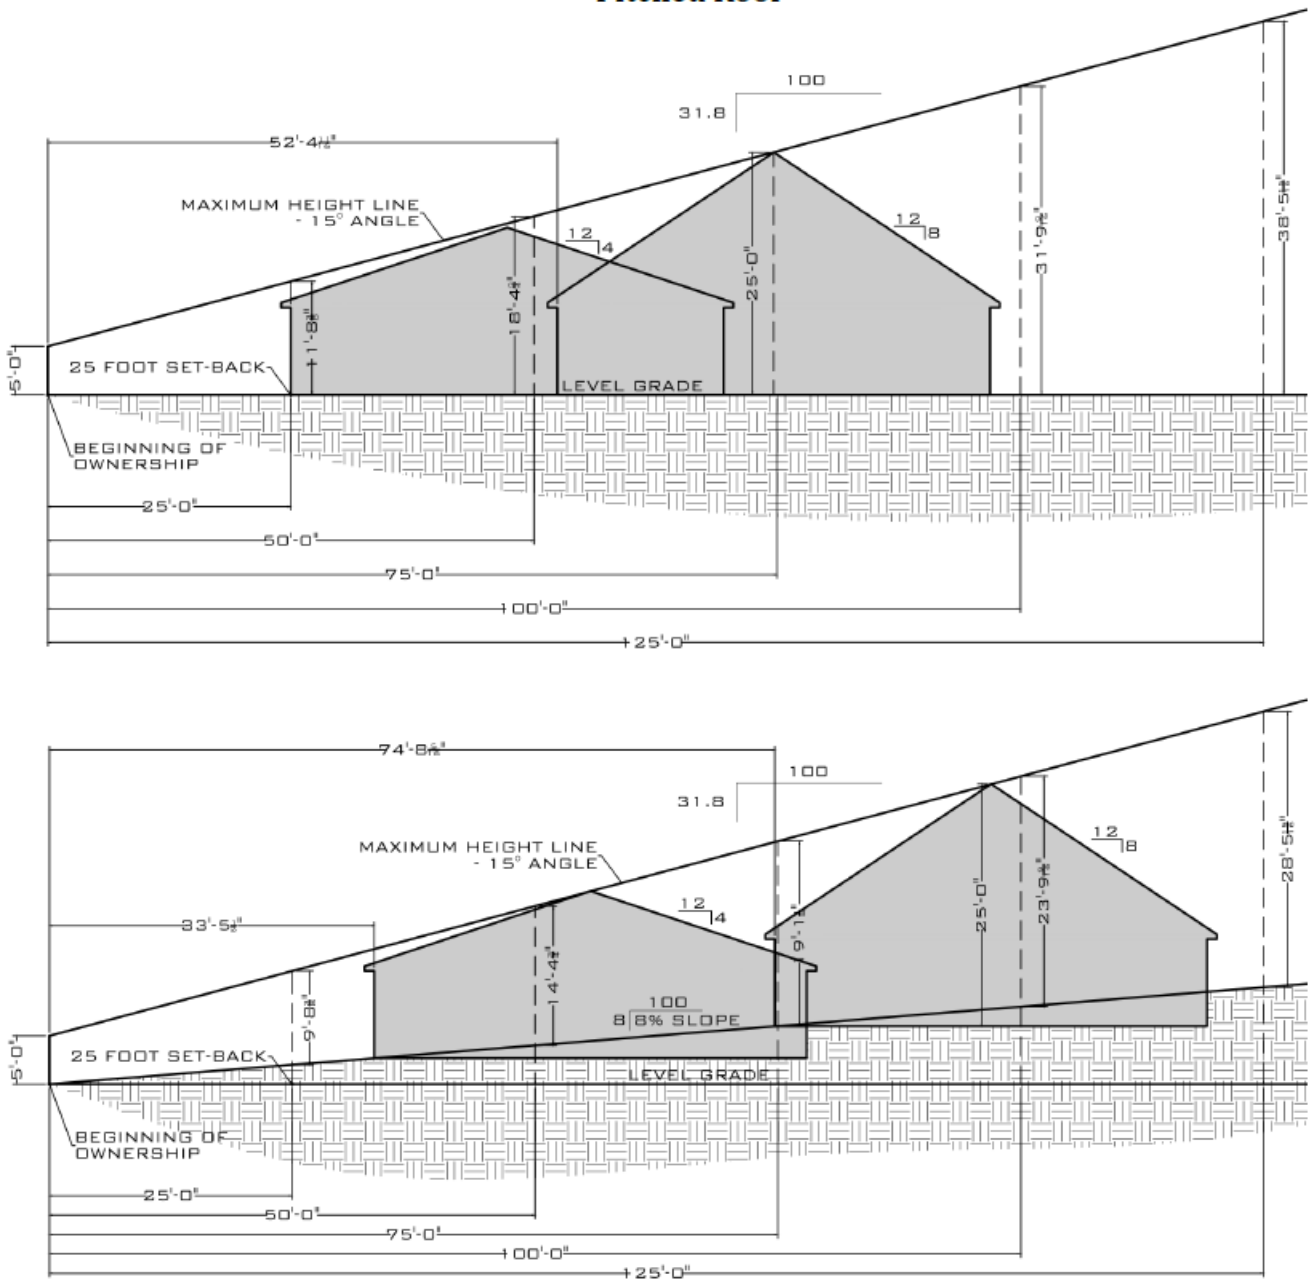 100
31.8
52'-4
MAXIMUM HEIGHT LINE
- 15° ANGLE
12
4
12
8
25'-0"
18'-4
31'-9
38'-5
11'-8
5'-0"
25 FOOT SET-BACK
LEVEL GRADE
BEGINNING OF
OWNERSHIP
25'-0"
50'-0"
75'-0"
100'-0"
125'-0"
74'-8
100
31.8
MAXIMUM HEIGHT LINE
- 15° ANGLE
12
8
12
4
33'-5
25'-0"
23'-9
28'-5
14'-4
9'-8
100
8 8% SLOPE
5'-0"
25 FOOT SET-BACK
LEVEL GRADE
BEGINNING OF
OWNERSHIP
25'-0"
50'-0"
75'-0"
100'-0"
125'-0"